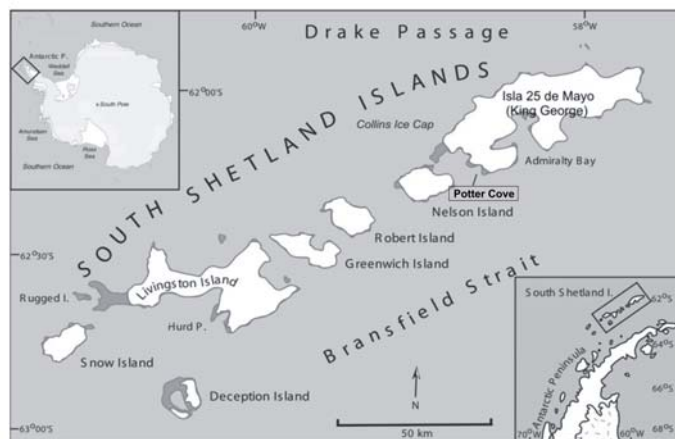 Southern Ocean
Antarctic P.
Weddell
Sea
South Pole
Amundsen
Sea
Ross
Sea
Southern Ocean
60°W
58°W
Drake Passage
62°00'S
SOUTH SHETLAND ISLANDS
Isla 25 de Mayo
(King George)
Collins Ice Cap
Admiralty Bay
Potter Cove
Nelson Island
Robert Island
Greenwich Island
62°30'S
Livingston Island
Rugged I.
Hurd P.
Bransfield Strait
Snow Island
Deception Island
N
50 km
63°00'S
South Shetland I.
62°S
64°S
Antarctic Peninsula
66°S
70°W
60°W
68°S